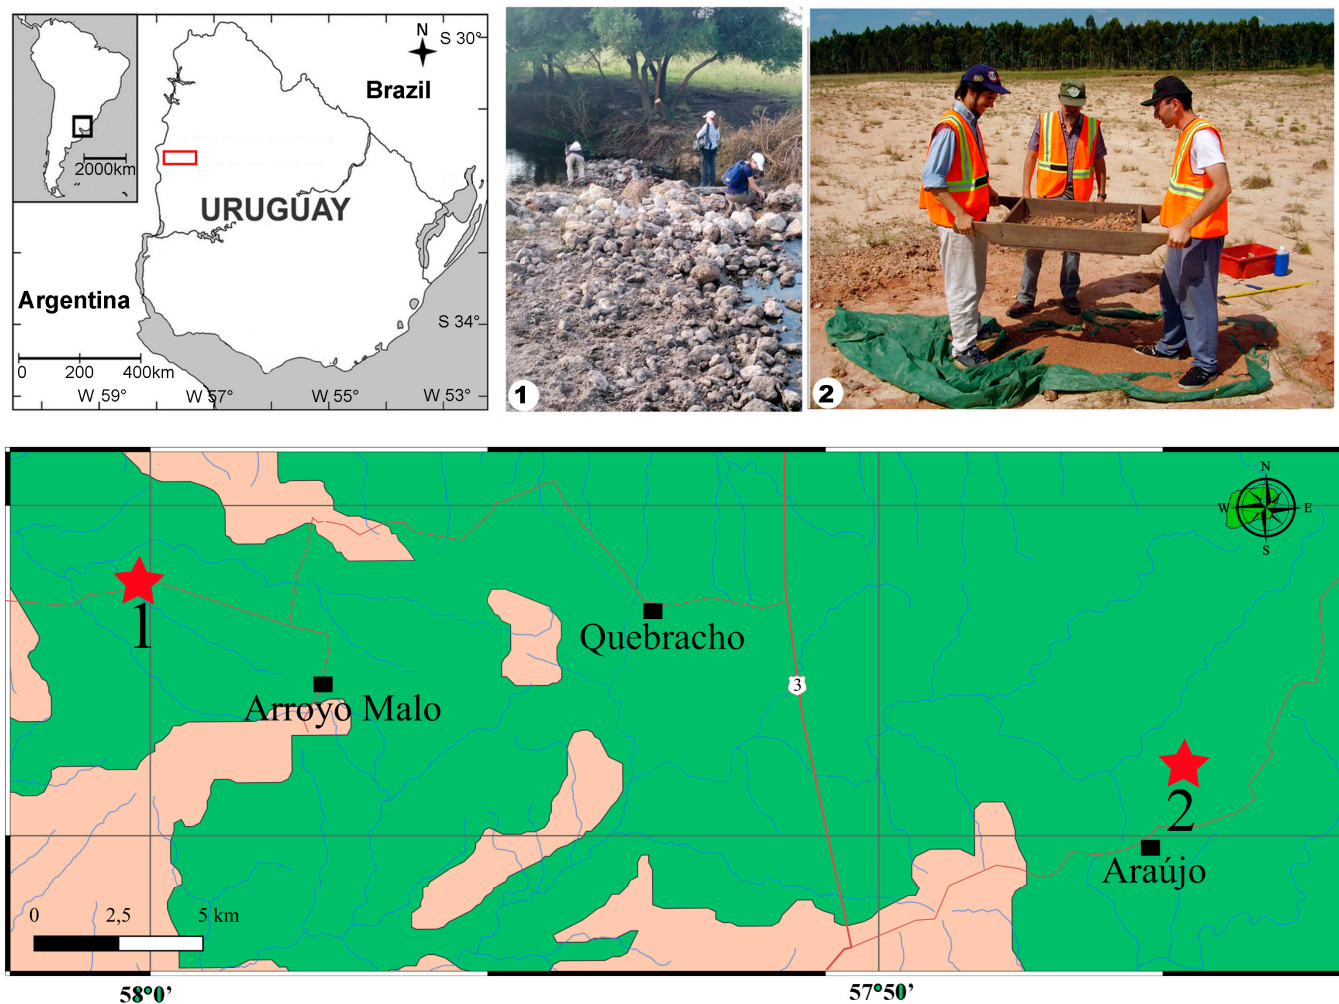 N
S 30°
Brazil
2000km
URUGÚAY
Argentina
S 34°
0 200 400km
W 59° W 57° W 55° W 53°
1
2
N
W E
S
1
Quebracho
Arroyo Malo
3
2
Araújo
0 2,5 5 km
58°0' 57°50'